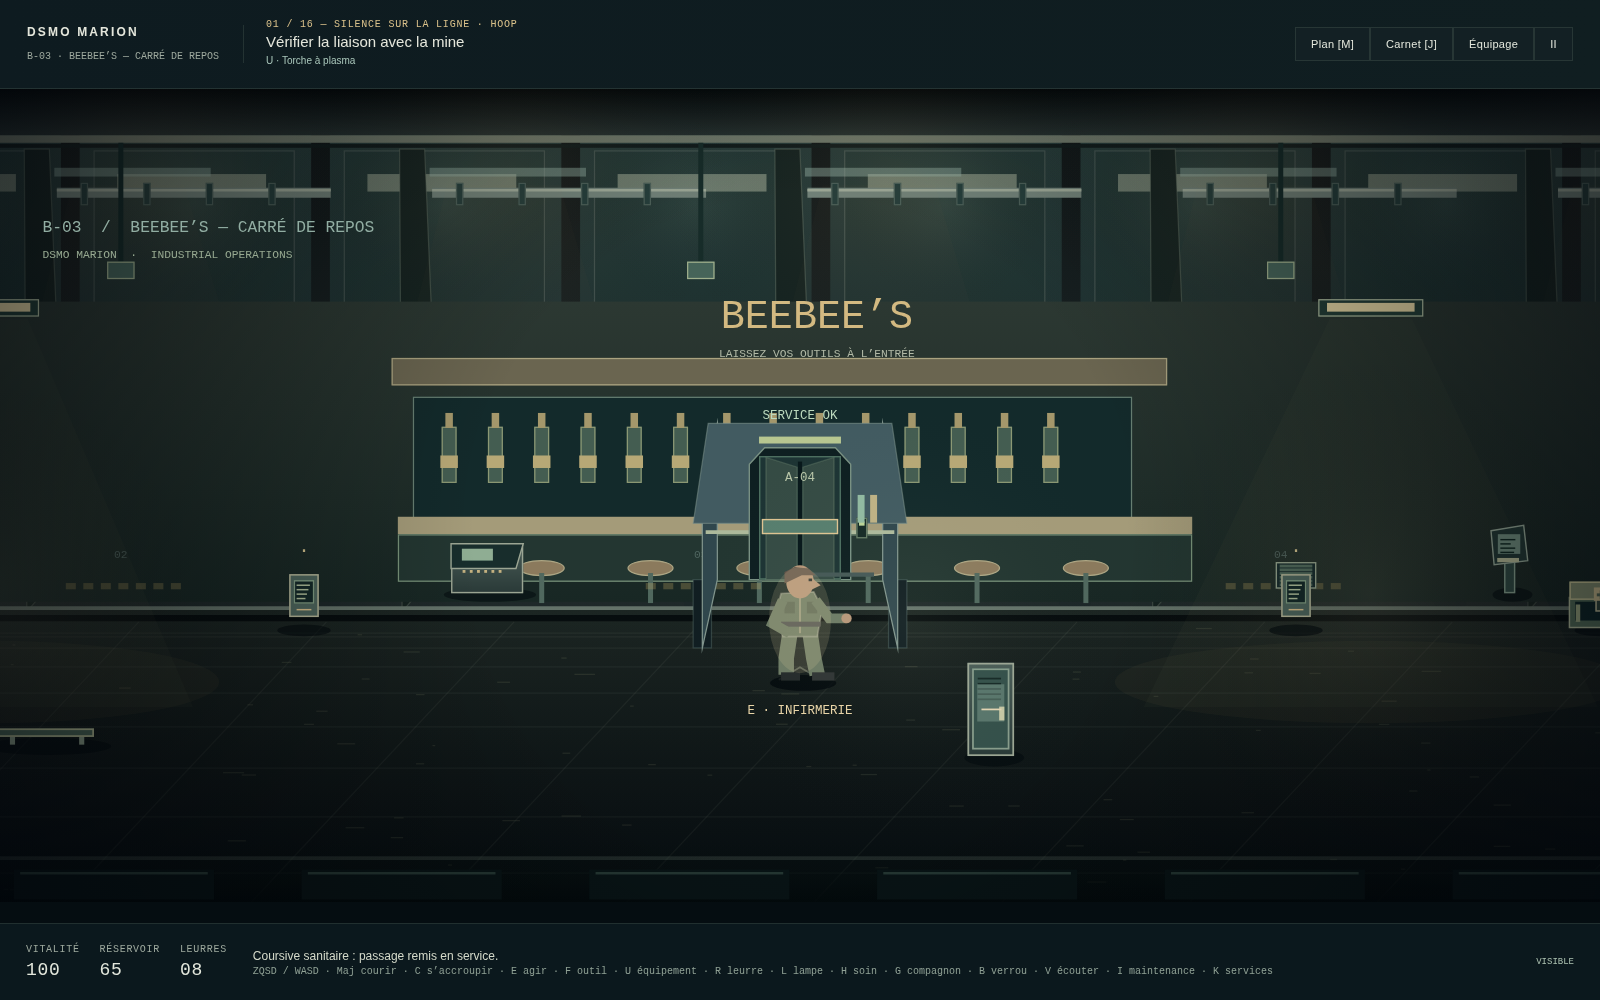 DSMO MARION
B-03 · BEEBEE’S — CARRÉ DE REPOS
01 / 16 — SILENCE SUR LA LIGNE · HOOP
Vérifier la liaison avec la mine
U · Torche à plasma
Plan [M]
Carnet [J]
Équipage
II
B-03 / BEEBEE’S — CARRÉ DE REPOS
DSMO MARION · INDUSTRIAL OPERATIONS
BEEBEE’S
LAISSEZ VOS OUTILS À L’ENTRÉE
SERVICE OK
A-04
02
04
E · INFIRMERIE
VITALITÉ
100
RÉSERVOIR
65
LEURRES
08
Coursive sanitaire : passage remis en service.
ZQSD / WASD · Maj courir · C s’accroupir · E agir · F outil · U équipement · R leurre · L lampe · H soin · G compagnon · B verrou · V écouter · I maintenance · K services
VISIBLE